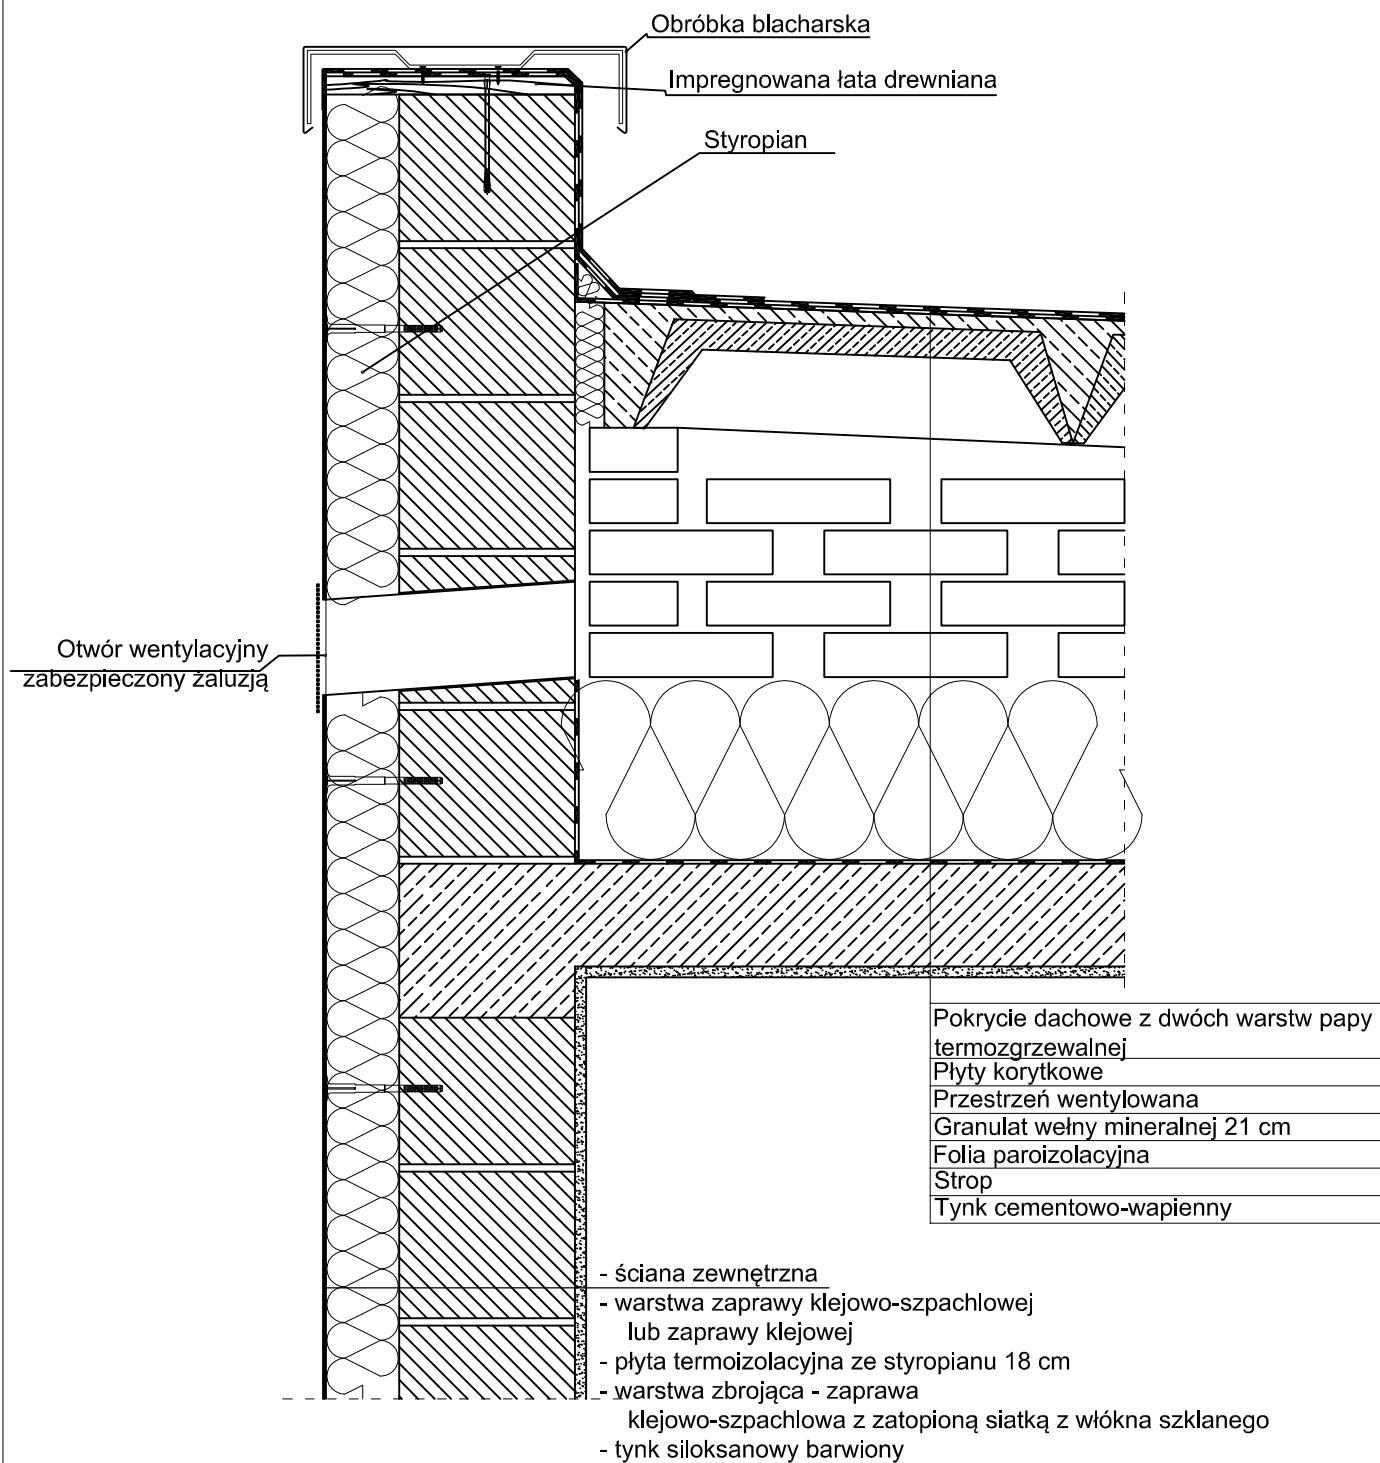 Obróbka blacharska
Impregnowana łata drewniana
Styropian
Otwór wentylacyjny
zabezpieczony żaluzją
Pokrycie dachowe z dwóch warstw papy
termozgrzewalnej
Płyty korytkowe
Przestrzeń wentylowana
Granulat wełny mineralnej 21 cm
Folia paroizolacyjna
Strop
Tynk cementowo-wapienny
- ściana zewnętrzna
- warstwa zaprawy klejowo-szpachlowej
lub zaprawy klejowej
- płyta termoizolacyjna ze styropianu 18 cm
- warstwa zbrojąca - zaprawa
klejowo-szpachlowa z zatopioną siatką z włókna szklanego
- tynk siloksanowy barwiony